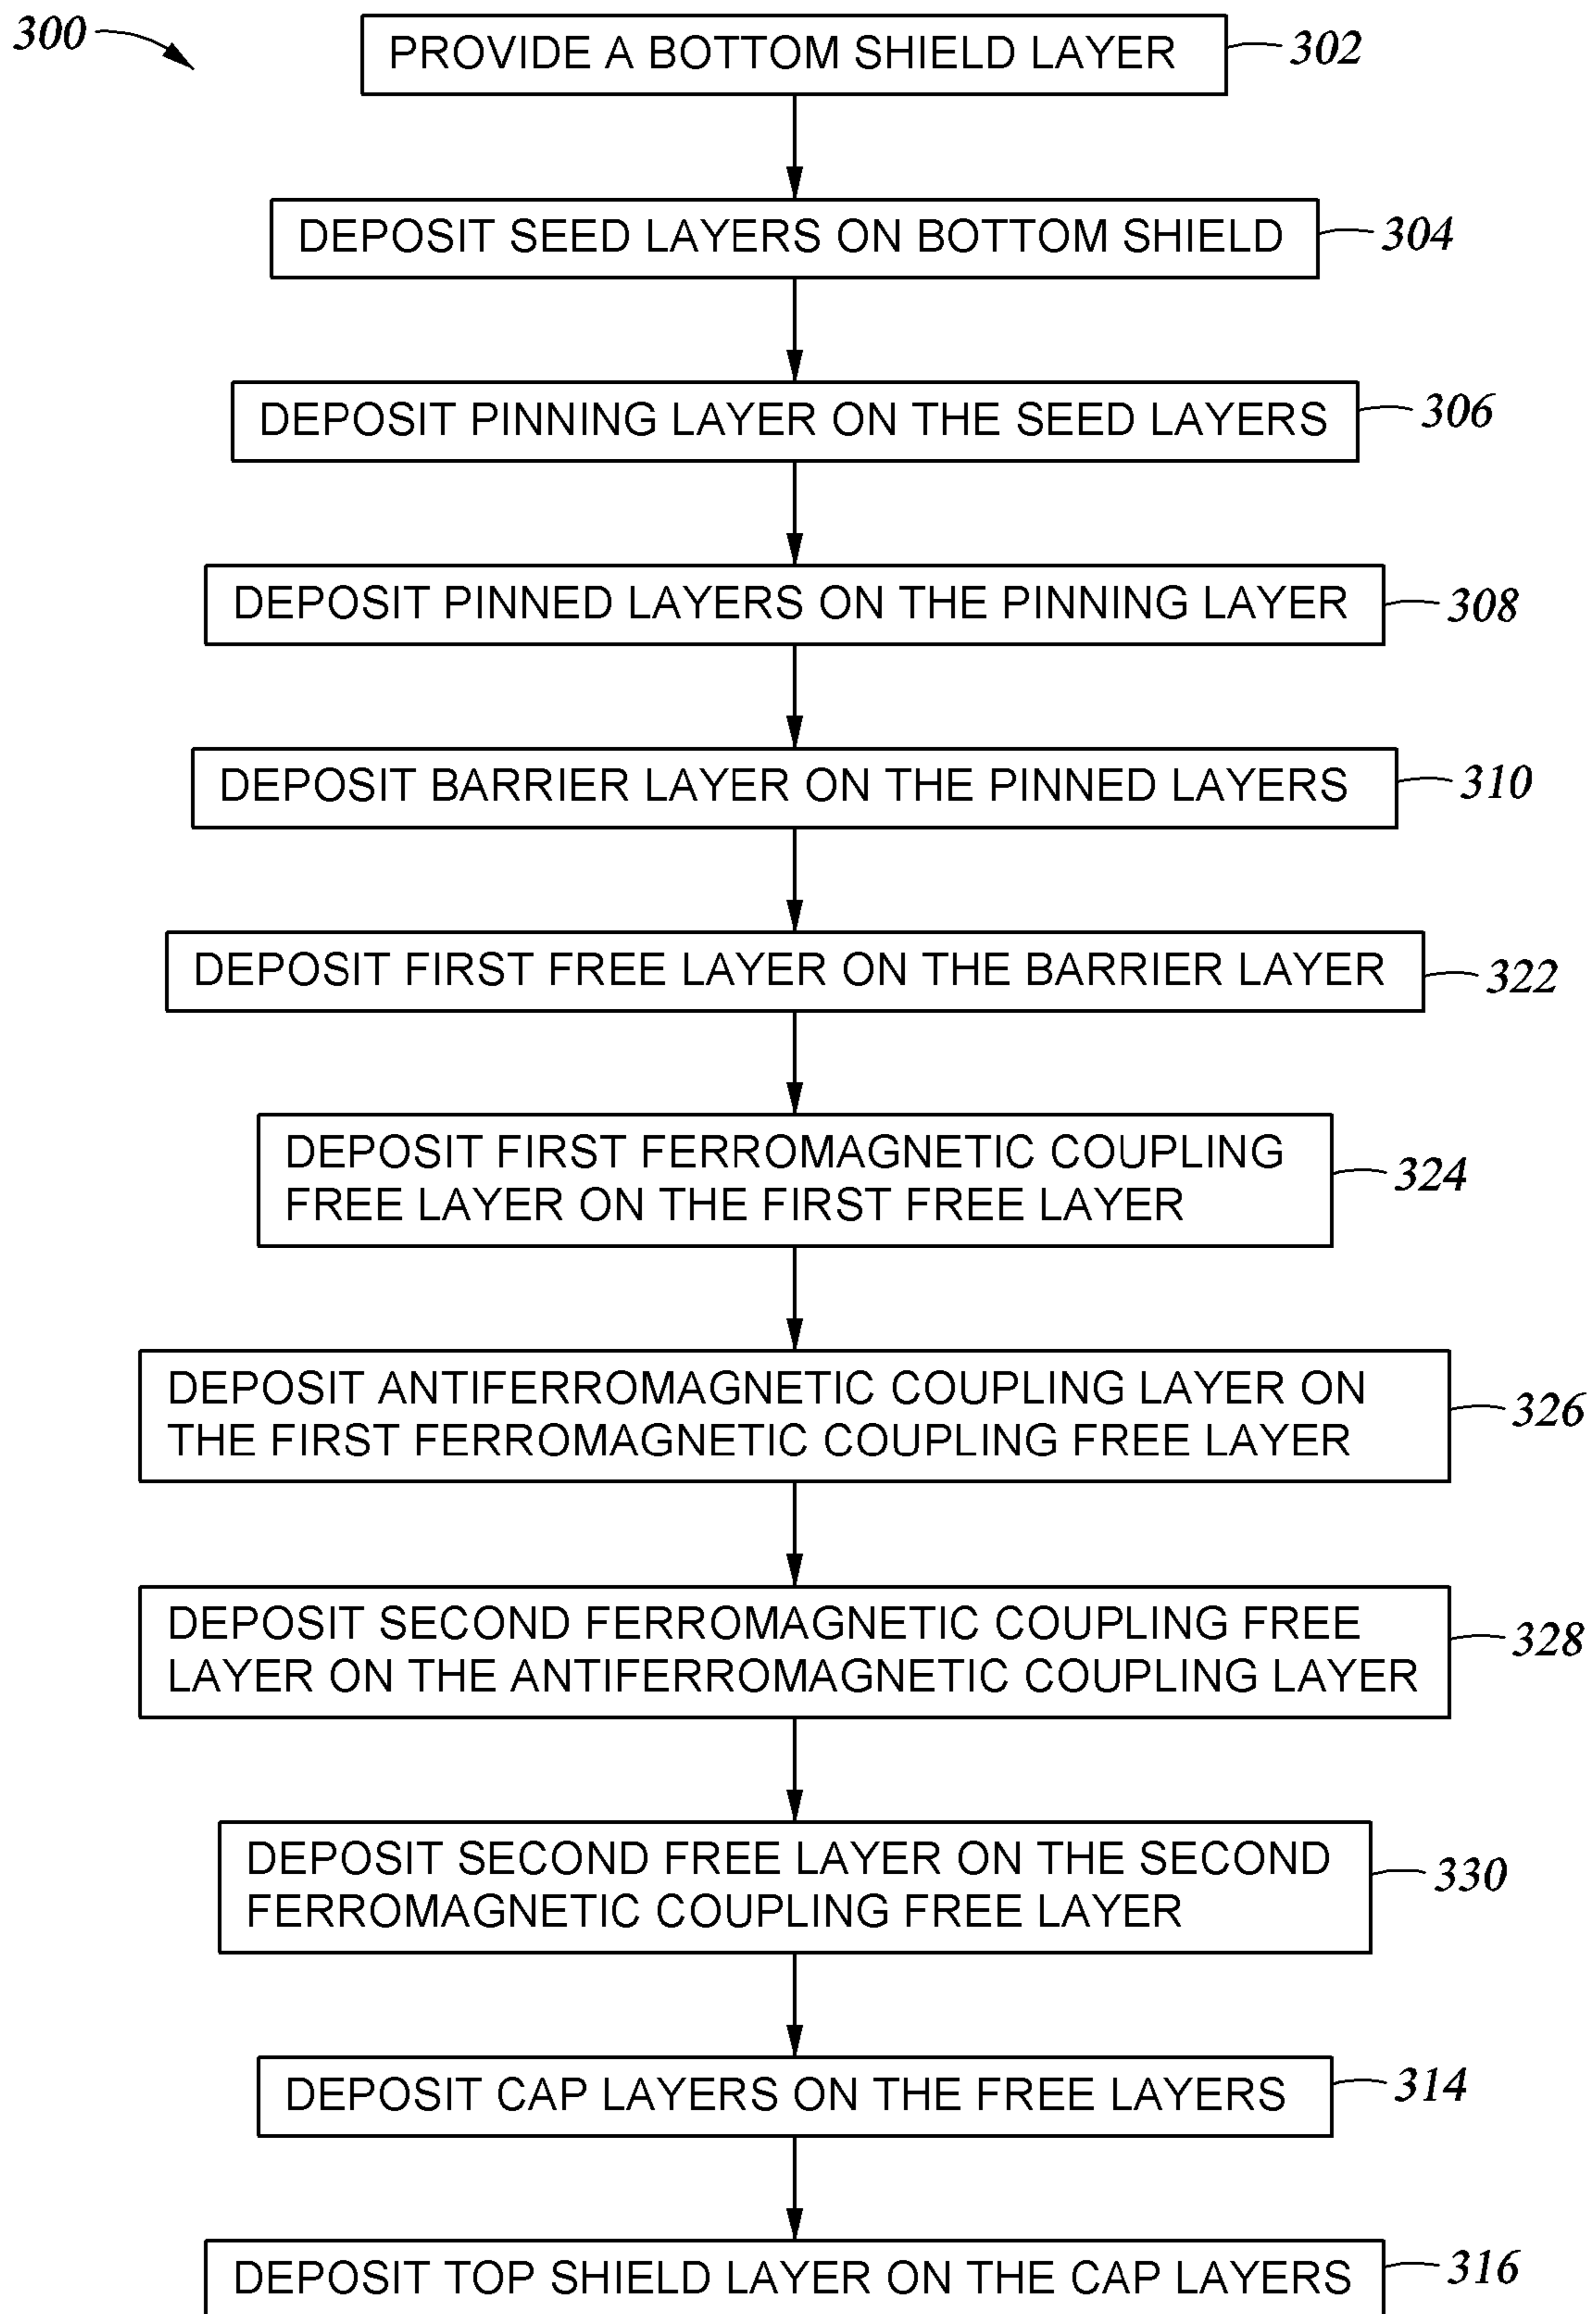 300
PROVIDE A BOTTOM SHIELD LAYER
302
DEPOSIT SEED LAYERS ON BOTTOM SHIELD
304
DEPOSIT PINNING LAYER ON THE SEED LAYERS
306
DEPOSIT PINNED LAYERS ON THE PINNING LAYER
308
DEPOSIT BARRIER LAYER ON THE PINNED LAYERS
310
DEPOSIT FIRST FREE LAYER ON THE BARRIER LAYER
322
DEPOSIT FIRST FERROMAGNETIC COUPLING
FREE LAYER ON THE FIRST FREE LAYER
324
DEPOSIT ANTIFERROMAGNETIC COUPLING LAYER ON
THE FIRST FERROMAGNETIC COUPLING FREE LAYER
326
DEPOSIT SECOND FERROMAGNETIC COUPLING FREE
LAYER ON THE ANTIFERROMAGNETIC COUPLING LAYER
328
DEPOSIT SECOND FREE LAYER ON THE SECOND
FERROMAGNETIC COUPLING FREE LAYER
330
DEPOSIT CAP LAYERS ON THE FREE LAYERS
314
DEPOSIT TOP SHIELD LAYER ON THE CAP LAYERS
316